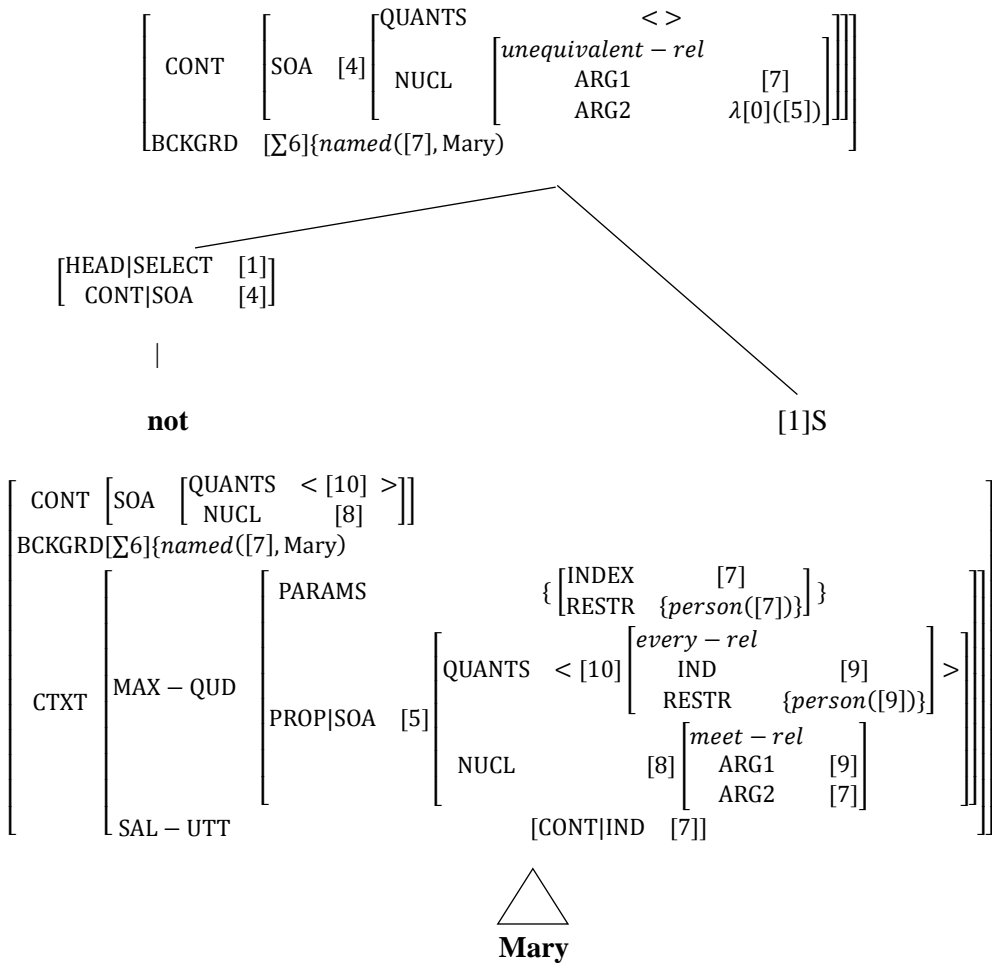 QUANTS < >
unequivalent − rel
CONT SOA [4] NUCL ARG1 [7]
ARG2 λ[0]([5])
BCKGRD [∑6]{named([7], Mary)
HEAD|SELECT [1]
CONT|SOA [4]
|
not [1]S
CONT [SOA [QUANTS < [10] >
NUCL [8]]]
BCKGRD[∑6]{named([7], Mary)
PARAMS { [INDEX [7]
RESTR {person([7])}] }
every − rel
QUANTS < [10] IND [9] >
RESTR {person([9])}
CTXT MAX − QUD PROP|SOA [5]
meet − rel
NUCL [8] ARG1 [9]
ARG2 [7]
SAL − UTT [CONT|IND [7]]
Mary